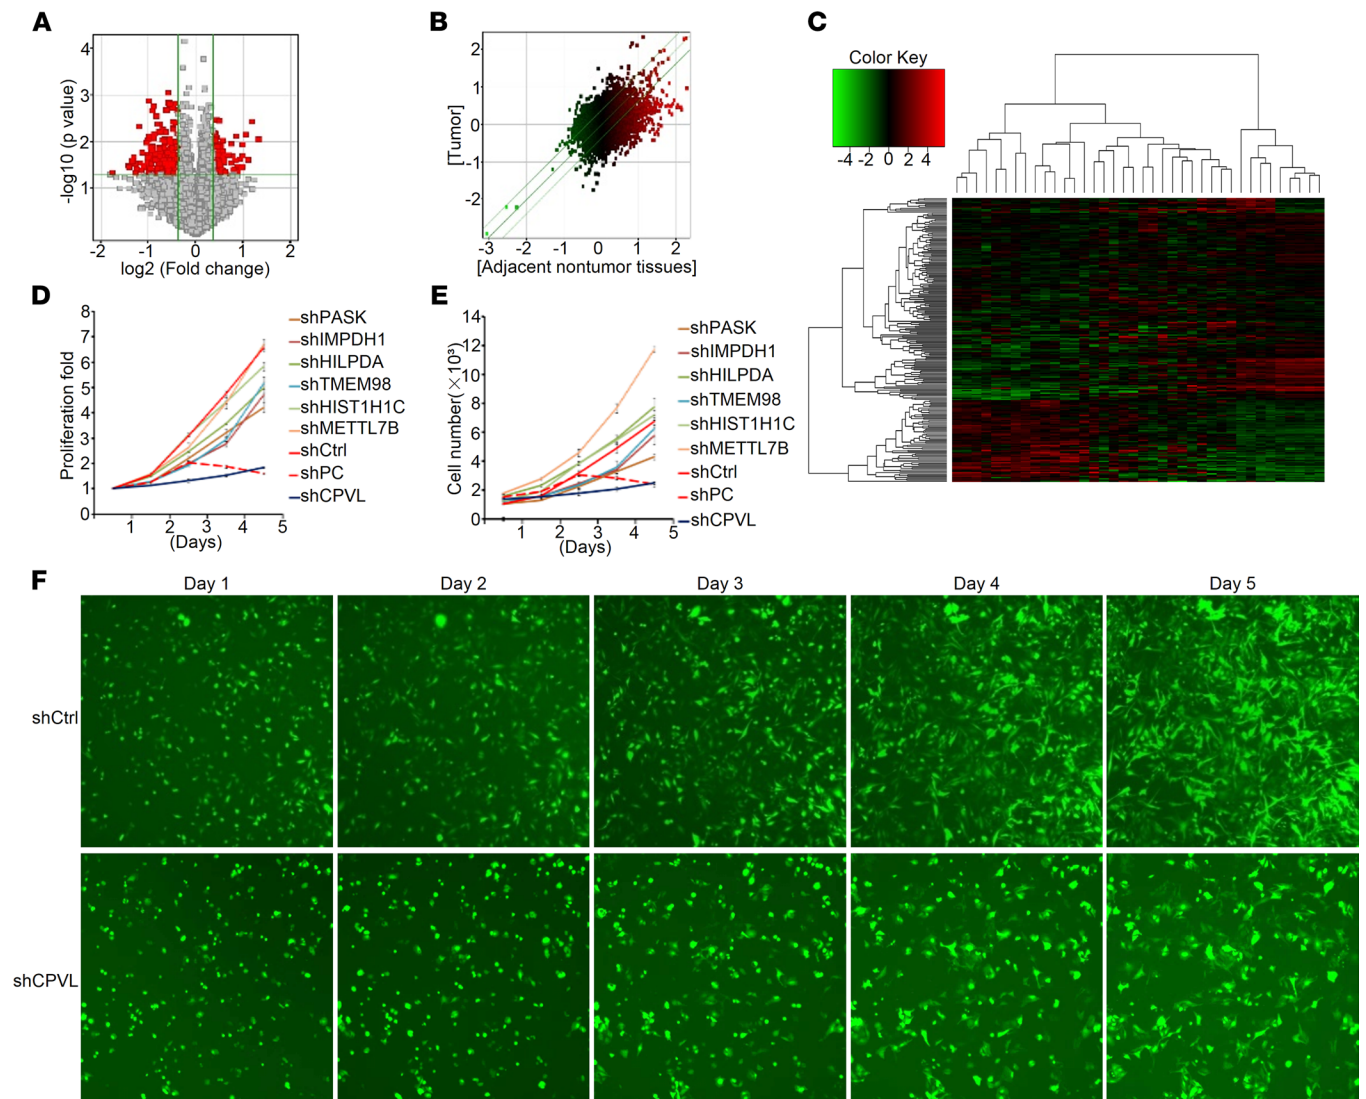 A
4
3
2
1
-log10 (p value)
-2
-1
0
1
2
log2 (Fold change)
B
2
1
0
-1
-2
[Tumor]
-3
-2
-1
0
1
2
[Adjacent nontumor tissues]
C
Color Key
-4
-2
0
2
4
D
8
7
6
5
4
3
2
1
0
Proliferation fold
1
2
3
4
5
(Days)
shPASK
shIMPDH1
shHILPDA
shTMEM98
shHIST1H1C
shMETTL7B
shCtrl
shPC
shCPVL
E
14
12
10
8
6
4
2
0
Cell number(×10³)
1
2
3
4
5
(Days)
shPASK
shIMPDH1
shHILPDA
shTMEM98
shHIST1H1C
shMETTL7B
shCtrl
shPC
shCPVL
F
Day 1
Day 2
Day 3
Day 4
Day 5
shCtrl
shCPVL